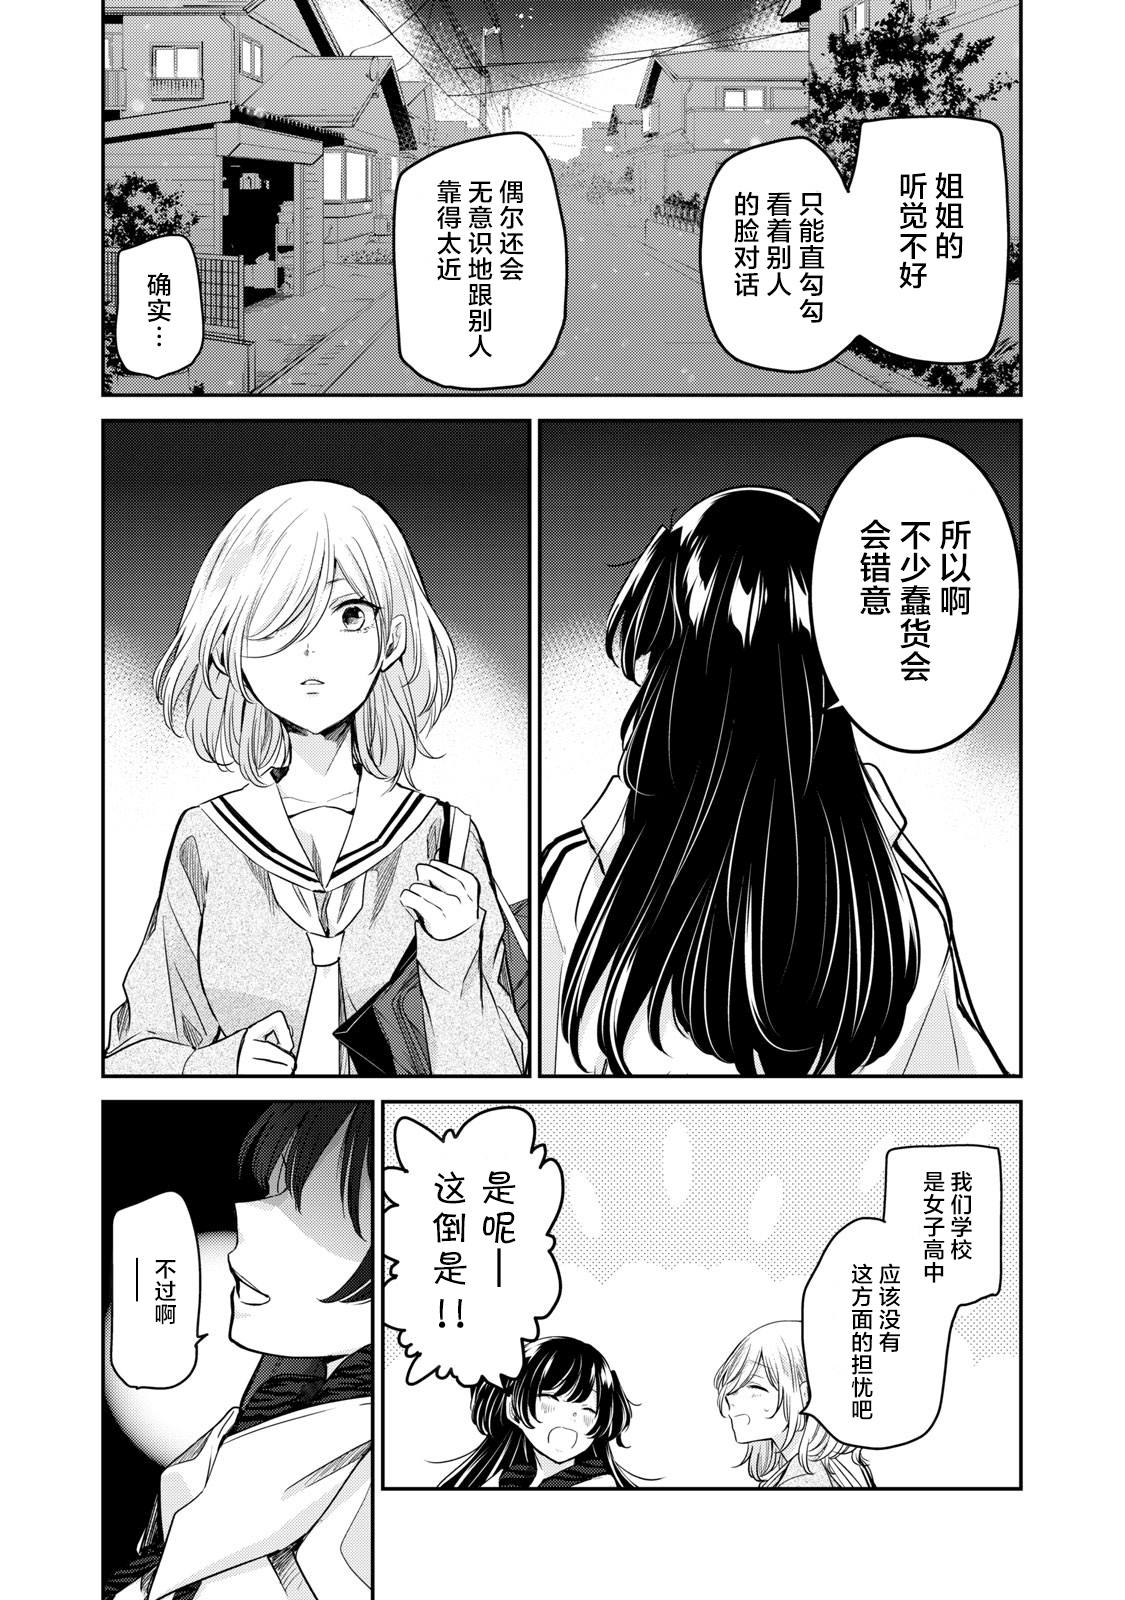 姐姐的
听觉不好
只能直勾勾
看着别人
的脸对话
偶尔还会
无意识地跟别人
靠得太近
确实…
所以啊
不少蠢货会
会错意
我们学校
是女子高中
应该没有
这方面的担忧吧
是呢—
这倒是!!
不过啊
——